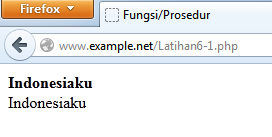 Firefox
Fungsi/Prosedur
www.example.net/Latihan6-1.php
Indonesiaku
Indonesiaku